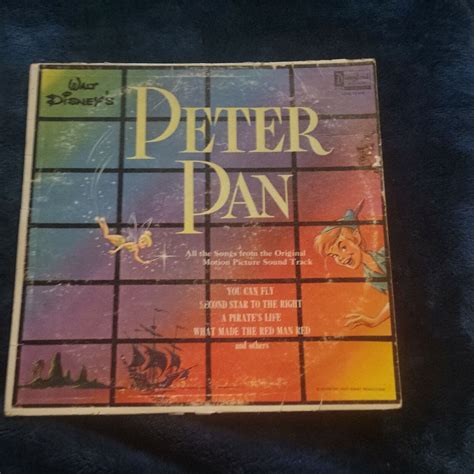 Walt
Disney's
Disneyland
PETER
PAN
All the Songs from the Original
Motion Picture Sound Track
YOU CAN FLY
SECOND STAR TO THE RIGHT
A PIRATE'S LIFE
WHAT MADE THE RED MAN RED
and others